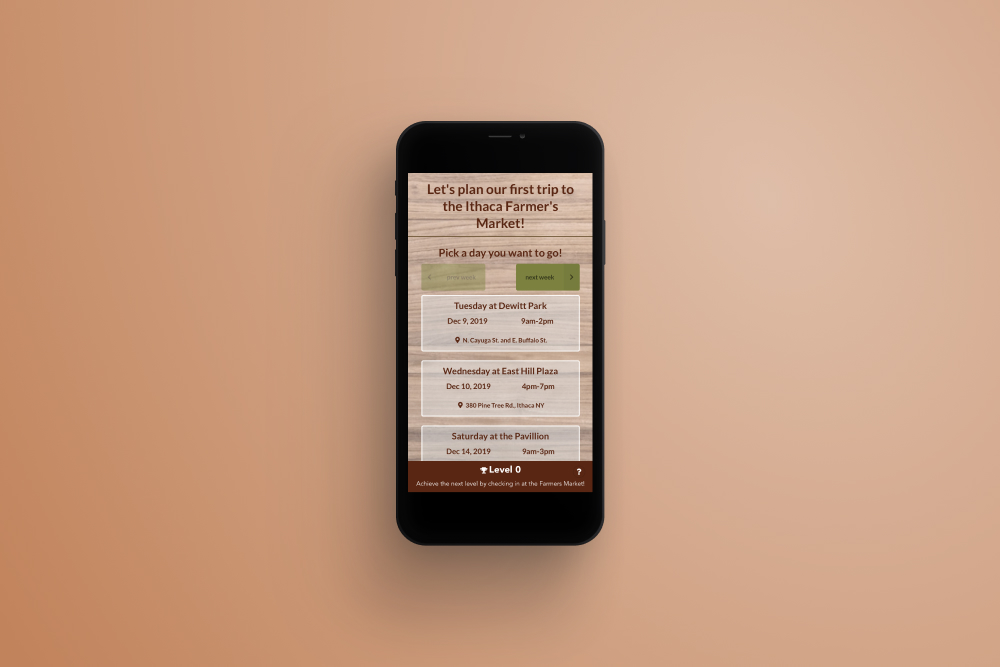 Let's plan our first trip to
the Ithaca Farmer's
Market!
Pick a day you want to go!
next week
Tuesday at Dewitt Park
Dec 9, 2019 9am-2pm
N. Cayuga St. and E. Buffalo St.
Wednesday at East Hill Plaza
Dec 10, 2019 4pm-7pm
380 Pine Tree Rd., Ithaca NY
Saturday at the Pavillion
Dec 14, 2019 9am-3pm
Level 0 ?
Achieve the next level by checking in at the Farmers Market!